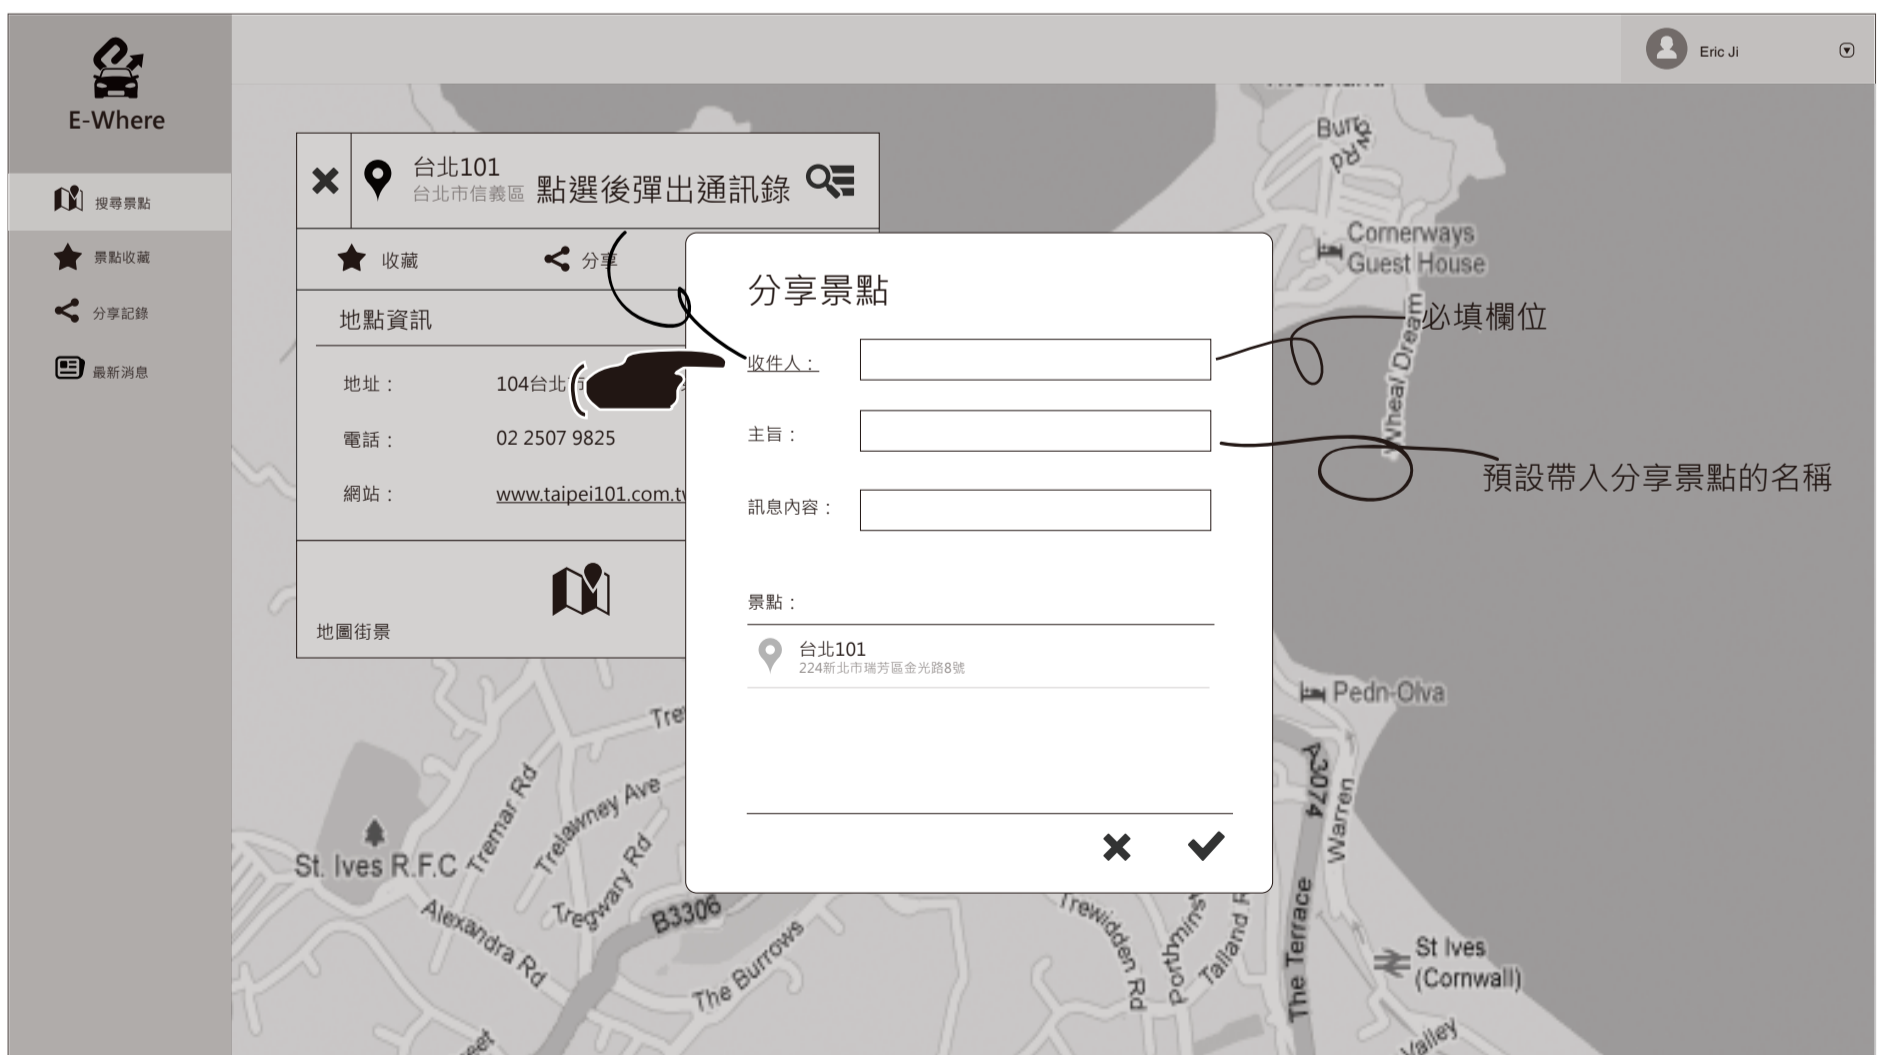 E-Where
Eric Ji
搜尋景點
景點收藏
分享記錄
最新消息
台北101
台北市信義區
點選後彈出通訊錄
收藏
分享
地點資訊
地址：
104台北市
電話：
02 2507 9825
網站：
www.taipei101.com.tw
地圖街景
分享景點
收件人：
主旨：
訊息內容：
景點：
台北101
224新北市瑞芳區金光路8號
必填欄位
預設帶入分享景點的名稱
Burrow Rd
Cornerways
Guest House
Wheal Dream
Pedn-Olva
A3074
Warren
Tremar Rd
Trelawney Ave
Tregwary Rd
St. Ives R.F.C
Alexandra Rd
B3306
The Burrows
Trewidden Rd
Talland R
The Terrace
St Ives
(Cornwall)
Valley